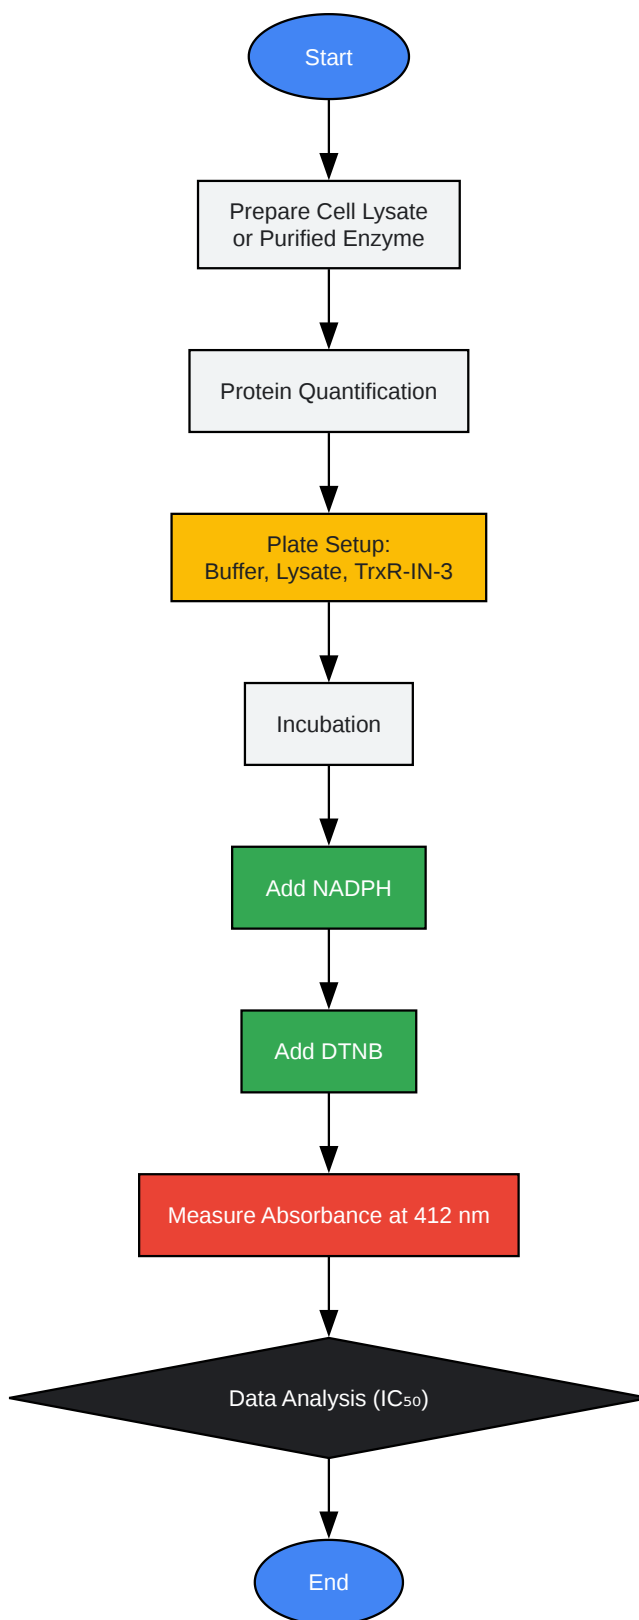 Start
Prepare Cell Lysate
or Purified Enzyme
Protein Quantification
Plate Setup:
Buffer, Lysate, TrxR-IN-3
Incubation
Add NADPH
Add DTNB
Measure Absorbance at 412 nm
Data Analysis (IC₅₀)
End